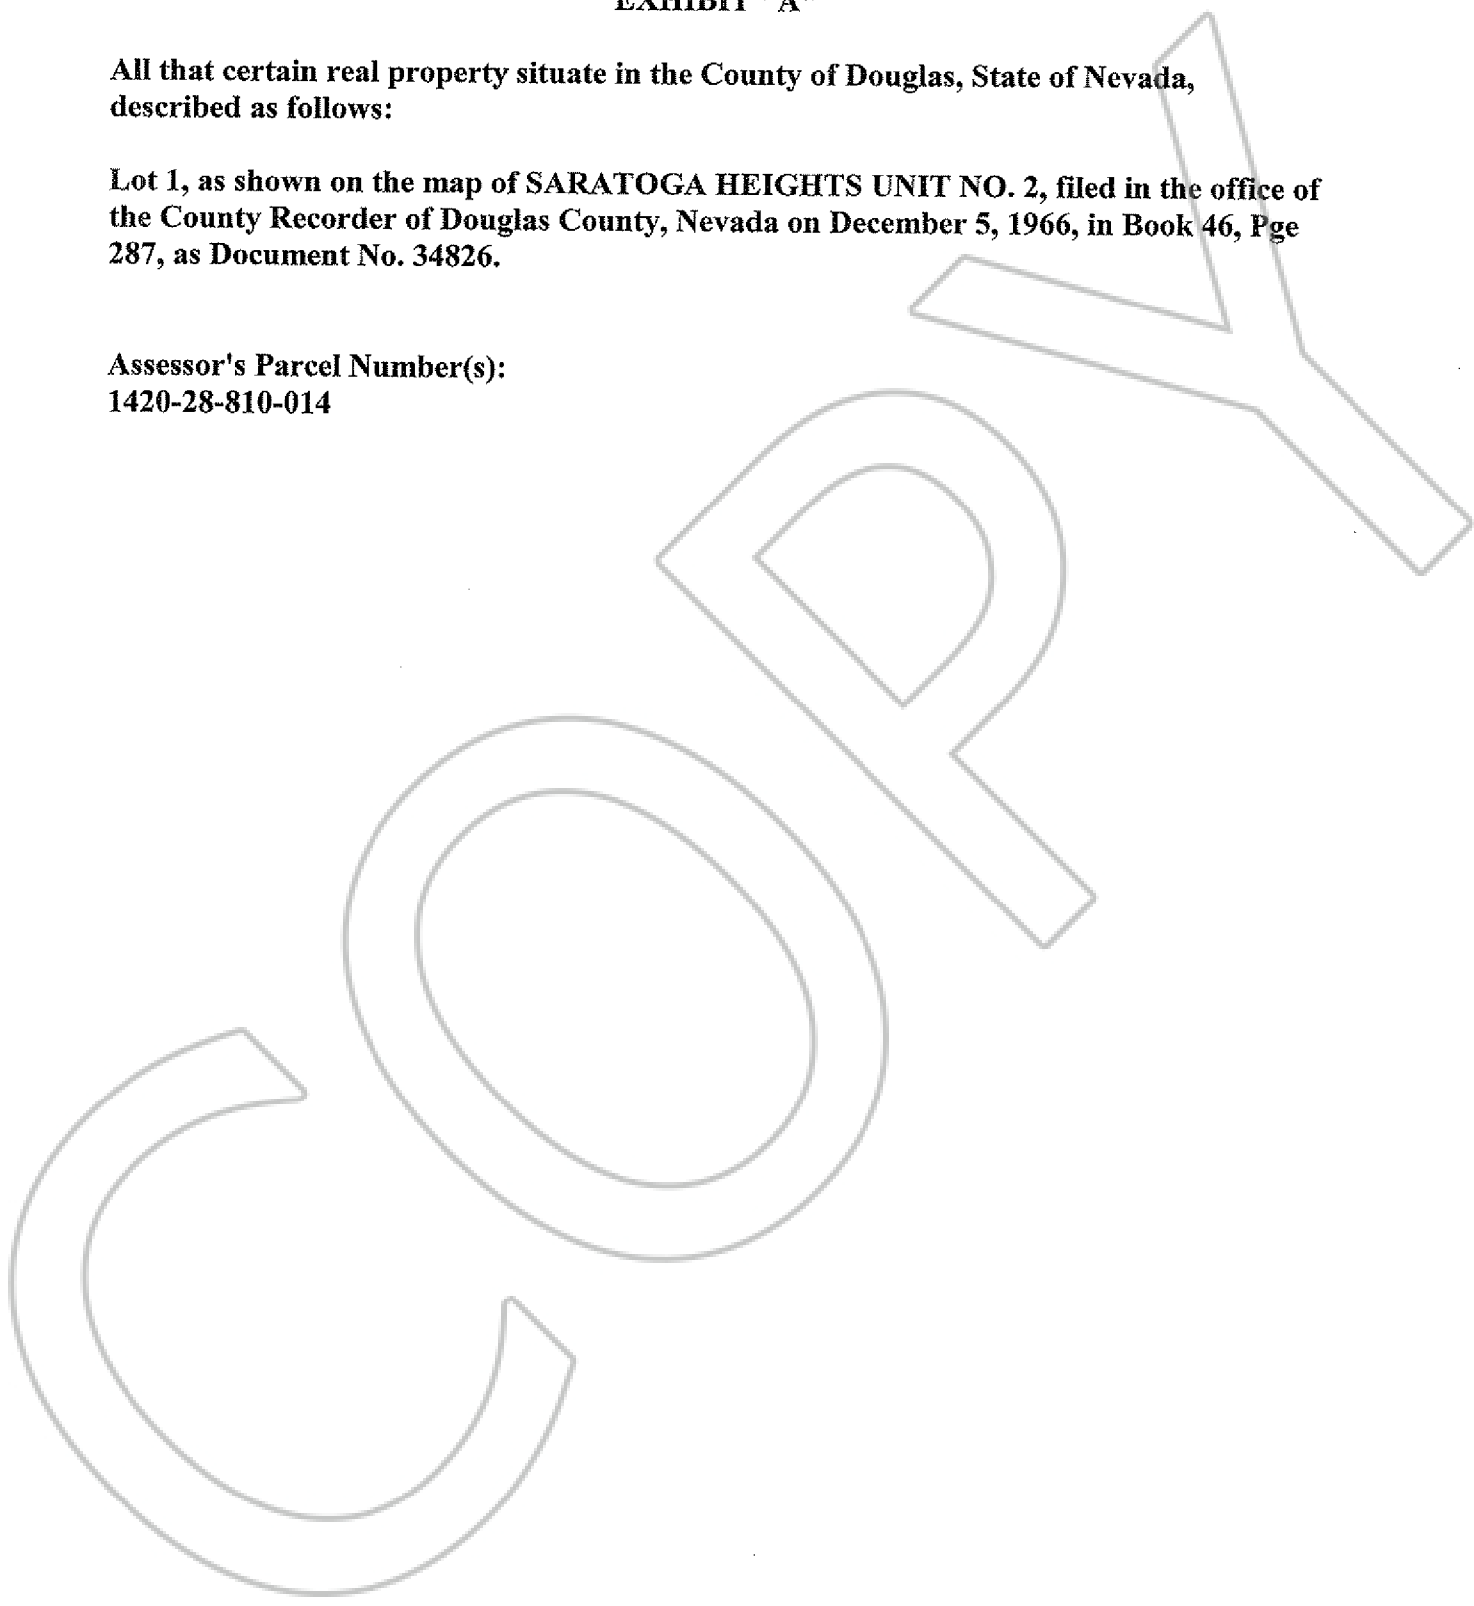 EXHIBIT "A"
All that certain real property situate in the County of Douglas, State of Nevada,
described as follows:
Lot 1, as shown on the map of SARATOGA HEIGHTS UNIT NO. 2, filed in the office of
the County Recorder of Douglas County, Nevada on December 5, 1966, in Book 46, Pge
287, as Document No. 34826.
Assessor's Parcel Number(s):
1420-28-810-014
COPY